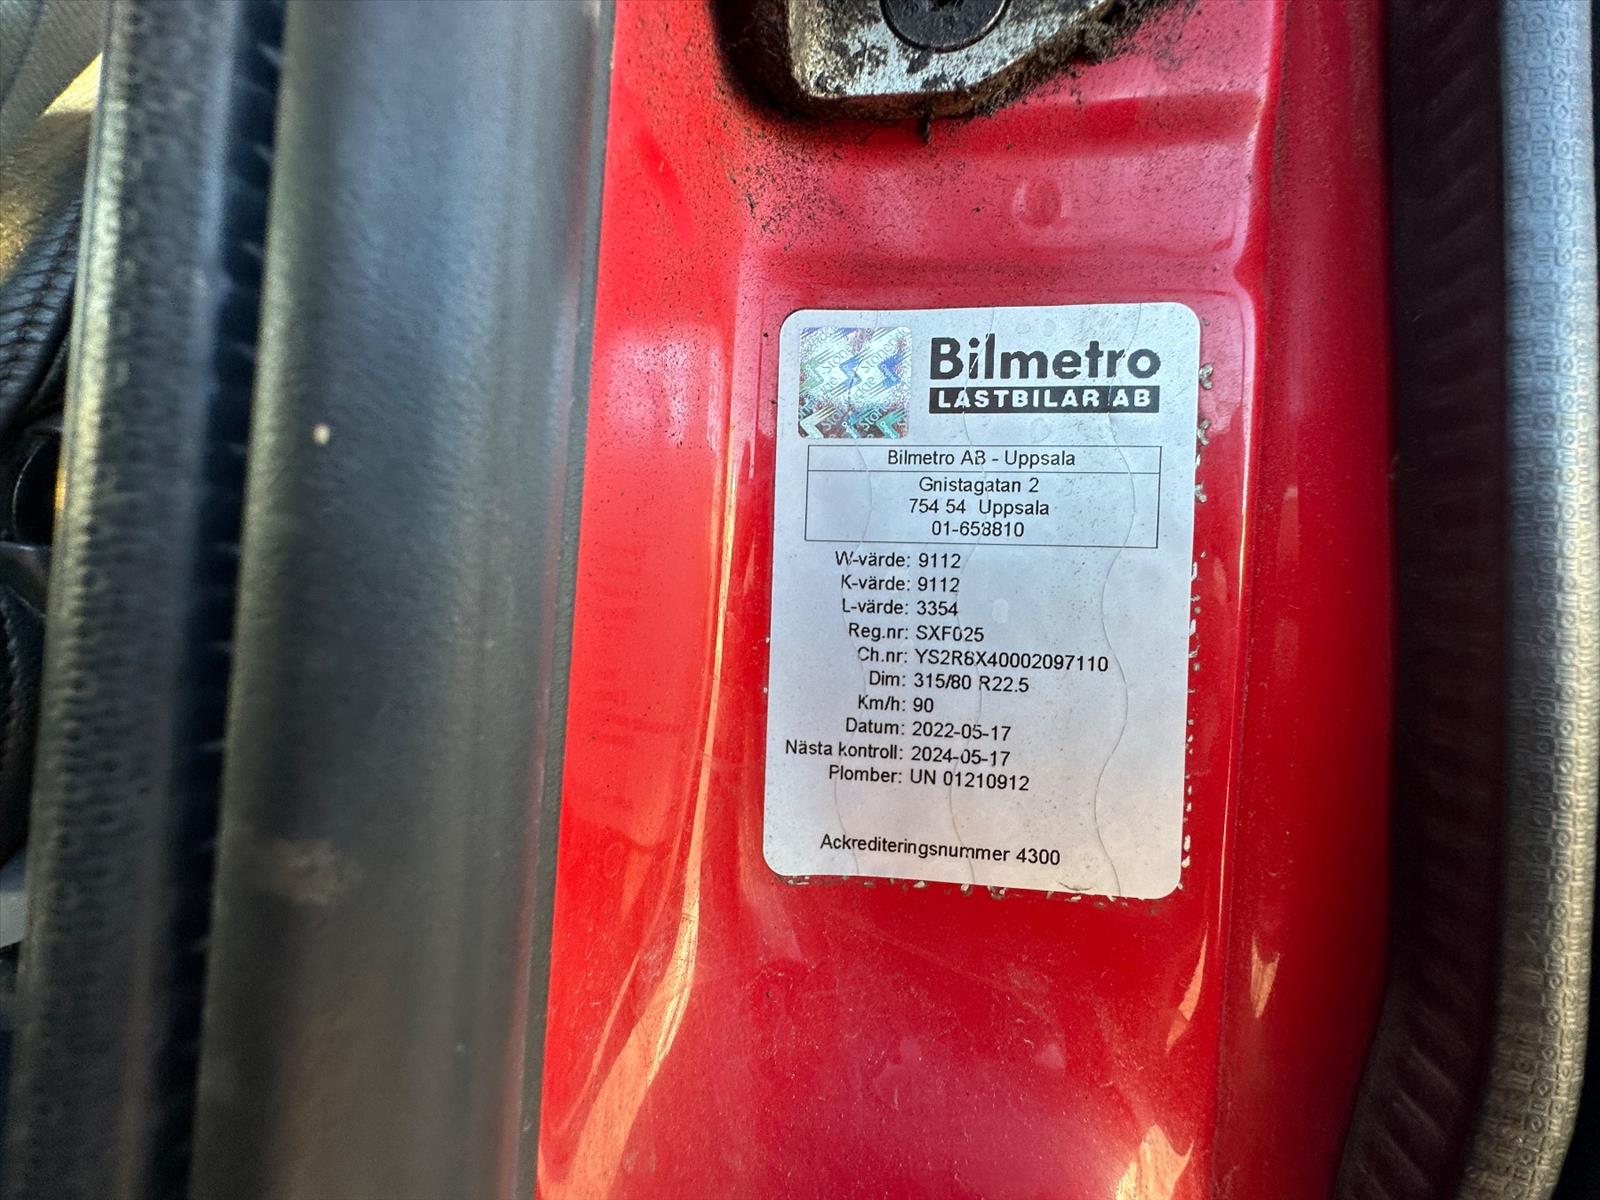 Bilmetro
LASTBILAR AB
Bilmetro AB - Uppsala
Gnistagatan 2
754 54 Uppsala
01-658810
W-värde: 9112
K-värde: 9112
L-värde: 3354
Reg.nr: SXF025
Ch.nr: YS2R8X40002097110
Dim: 315/80 R22.5
Km/h: 90
Datum: 2022-05-17
Nästa kontroll: 2024-05-17
Plomber: UN 01210912
Ackrediteringsnummer 4300